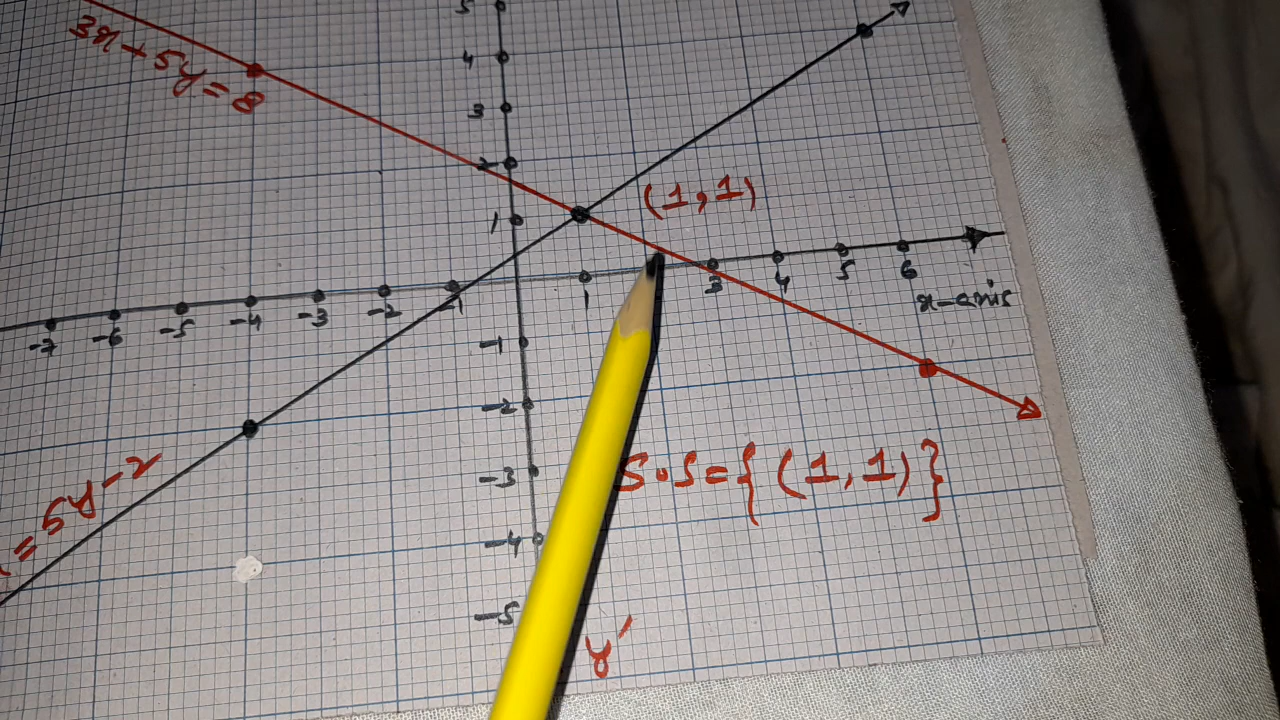 3x + 5y = 8
5
4
3
2
1
(1,1)
-7 -6 -5 -4 -3 -2 -1 1 3 4 5 6
x-axis
-1
-2
-3
-4
-5
= 5y - 2
S.S = {(1,1)}
y'